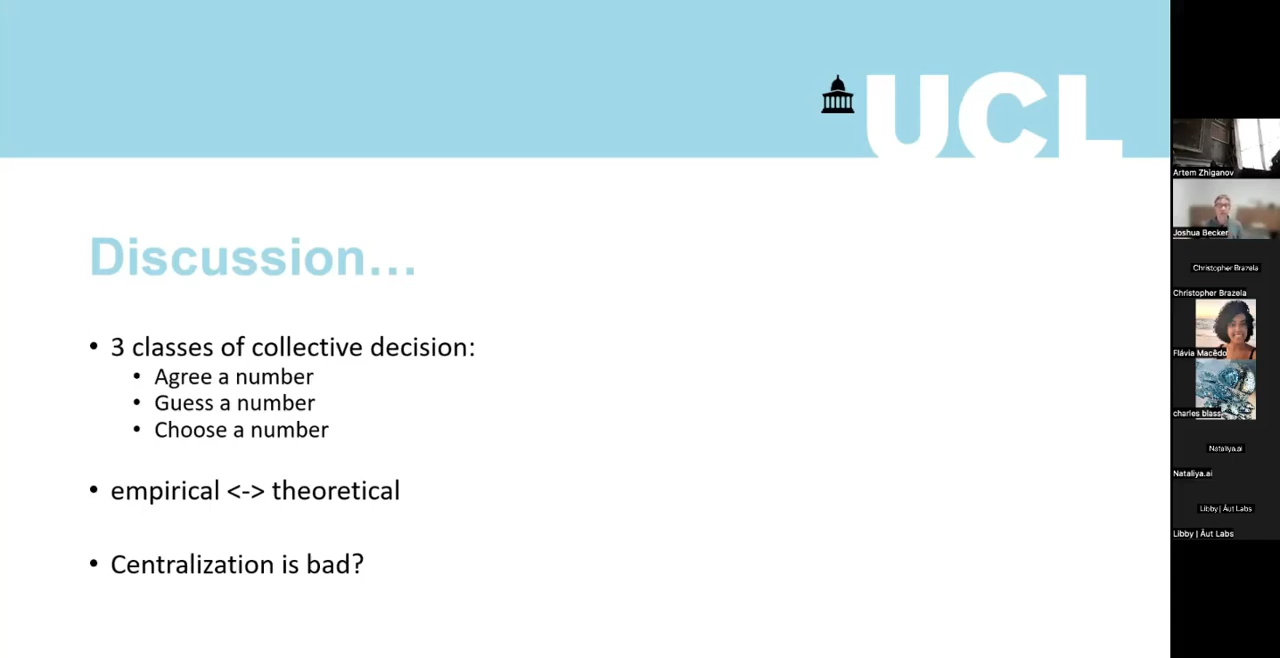 UCL
Discussion...
• 3 classes of collective decision:
• Agree a number
• Guess a number
• Choose a number
• empirical <-> theoretical
• Centralization is bad?
Artem Zhiganov
Joshua Becker
Christopher Brazela
Christopher Brazela
Flávia Macêdo
charles blass
Nataliya.ai
Nataliya.ai
Libby | Āut Labs
Libby | Āut Labs